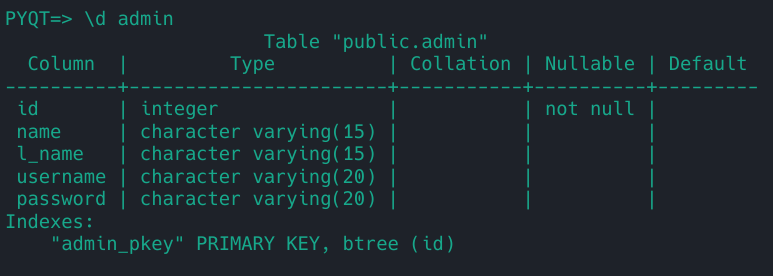 PYQT=> \d admin
                        Table "public.admin"
  Column  |         Type          | Collation | Nullable | Default
----------+-----------------------+-----------+----------+---------
 id       | integer               |           | not null |
 name     | character varying(15) |           |          |
 l_name   | character varying(15) |           |          |
 username | character varying(20) |           |          |
 password | character varying(20) |           |          |
Indexes:
    "admin_pkey" PRIMARY KEY, btree (id)